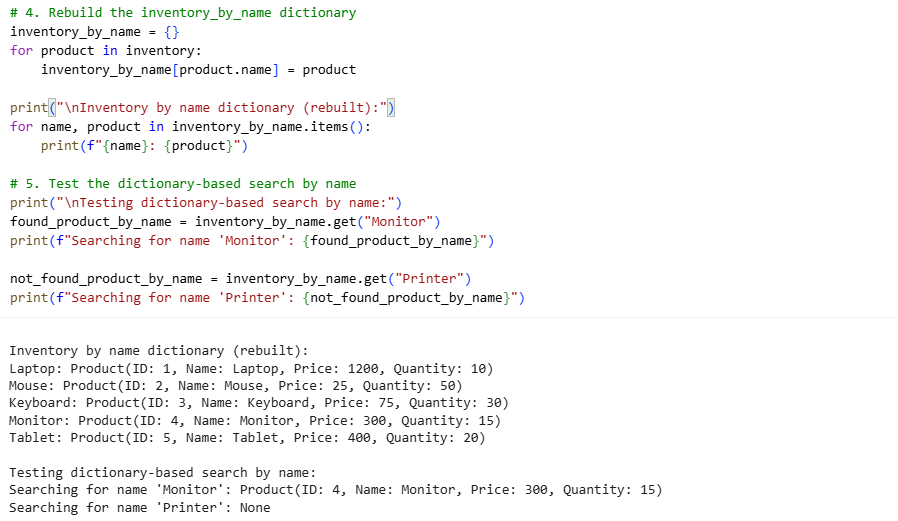 # 4. Rebuild the inventory_by_name dictionary
inventory_by_name = {}
for product in inventory:
    inventory_by_name[product.name] = product

print("\nInventory by name dictionary (rebuilt):")
for name, product in inventory_by_name.items():
    print(f"{name}: {product}")

# 5. Test the dictionary-based search by name
print("\nTesting dictionary-based search by name:")
found_product_by_name = inventory_by_name.get("Monitor")
print(f"Searching for name 'Monitor': {found_product_by_name}")

not_found_product_by_name = inventory_by_name.get("Printer")
print(f"Searching for name 'Printer': {not_found_product_by_name}")

Inventory by name dictionary (rebuilt):
Laptop: Product(ID: 1, Name: Laptop, Price: 1200, Quantity: 10)
Mouse: Product(ID: 2, Name: Mouse, Price: 25, Quantity: 50)
Keyboard: Product(ID: 3, Name: Keyboard, Price: 75, Quantity: 30)
Monitor: Product(ID: 4, Name: Monitor, Price: 300, Quantity: 15)
Tablet: Product(ID: 5, Name: Tablet, Price: 400, Quantity: 20)

Testing dictionary-based search by name:
Searching for name 'Monitor': Product(ID: 4, Name: Monitor, Price: 300, Quantity: 15)
Searching for name 'Printer': None